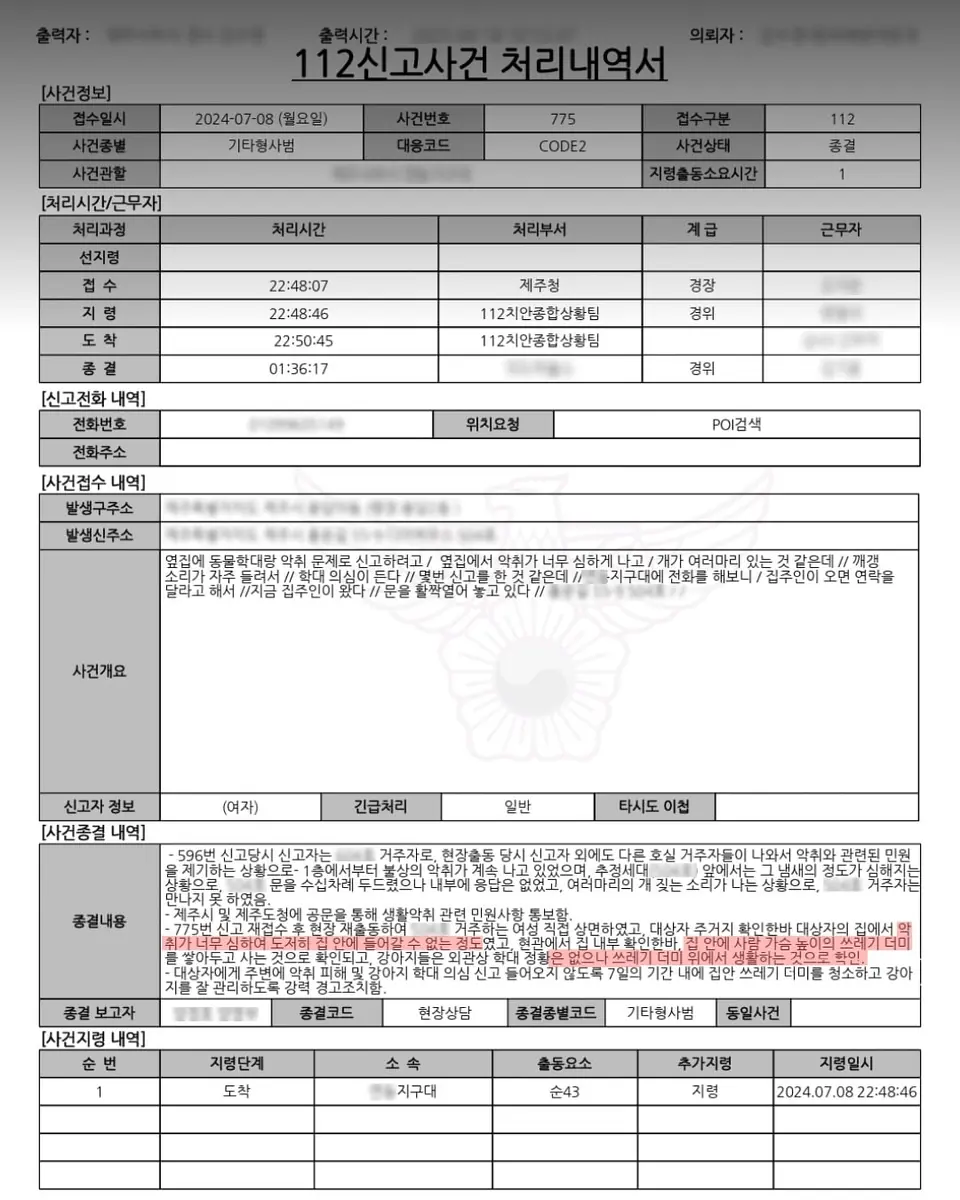 출력자 : 출력시간 : 의뢰자 :
112신고사건 처리내역서
[사건정보]
접수일시 2024-07-08 (월요일) 사건번호 775 접수구분 112
사건종별 기타형사범 대응코드 CODE2 사건상태 종결
사건관할 지령출동소요시간 1
[처리시간/근무자]
처리과정 처리시간 처리부서 계 급 근무자
선지령
접 수 22:48:07 제주청 경장
지 령 22:48:46 112치안종합상황팀 경위
도 착 22:50:45 112치안종합상황팀
종 결 01:36:17 경위
[신고전화 내역]
전화번호 위치요청 POI검색
전화주소
[사건접수 내역]
발생구주소
발생신주소
사건개요
옆집에 동물학대랑 악취 문제로 신고하려고 / 옆집에서 악취가 너무 심하게 나고 / 개가 여러마리 있는 것 같은데 // 깨갱
소리가 자주 들려서 // 학대 의심이 든다 // 몇번 신고를 한 것 같은데 // 지구대에 전화를 해보니 / 집주인이 오면 연락을
달라고 해서 //지금 집주인이 왔다 // 문을 활짝열어 놓고 있다 //
신고자 정보 (여자) 긴급처리 일반 타시도 이첩
[사건종결 내역]
종결내용
- 596번 신고당시 신고자는 거주자로, 현장출동 당시 신고자 외에도 다른 호실 거주자들이 나와서 악취와 관련된 민원
을 제기하는 상황으로- 1층에서부터 불상의 악취가 계속 나고 있었으며, 추정세대( ) 앞에서는 그 냄새의 정도가 심해지는
상황으로, 문을 수십차례 두드렸으나 내부에 응답은 없었고, 여러마리의 개 짖는 소리가 나는 상황으로, 거주자는
만나지 못 하였음.
- 제주시 및 제주도청에 공문을 통해 생활악취 관련 민원사항 통보함.
- 775번 신고 재접수 후 현장 재출동하여 거주하는 여성 직접 상면하였고, 대상자 주거지 확인한바 대상자의 집에서 악
취가 너무 심하여 도저히 집 안에 들어갈 수 없는 정도였고, 현관에서 집 내부 확인한바, 집 안에 사람 가슴 높이의 쓰레기 더미
를 쌓아두고 사는 것으로 확인되고, 강아지들은 외관상 학대 정황은 없으나 쓰레기 더미 위에서 생활하는 것으로 확인.
- 대상자에게 주변에 악취 피해 및 강아지 학대 의심 신고 들어오지 않도록 7일의 기간 내에 집안 쓰레기 더미를 청소하고 강아
지를 잘 관리하도록 강력 경고조치함.
종결 보고자 종결코드 현장상담 종결종별코드 기타형사범 동일사건
[사건지령 내역]
순 번 지령단계 소 속 출동요소 추가지령 지령일시
1 도착 지구대 순43 지령 2024.07.08 22:48:46